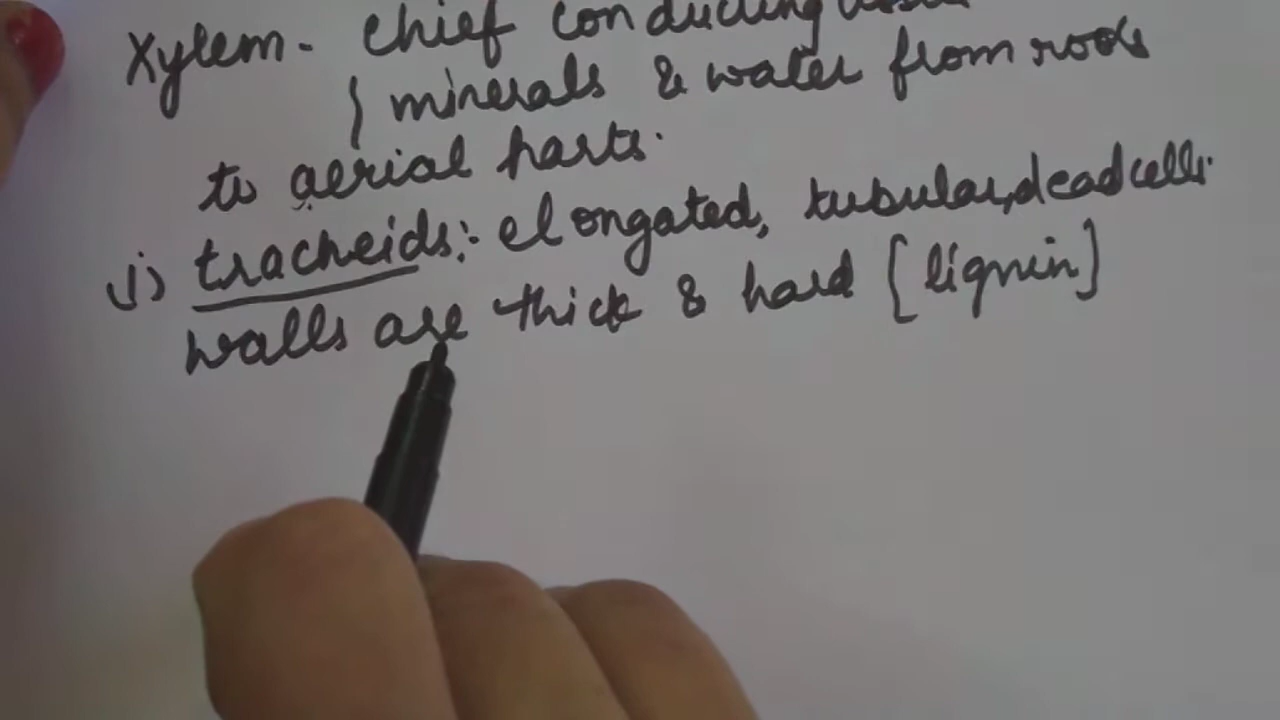 Xylem - chief conducting tissue
{ minerals & water from roots
to aerial parts.
i) tracheids :- elongated, tubular, dead cells.
walls are thick & hard [lignin]